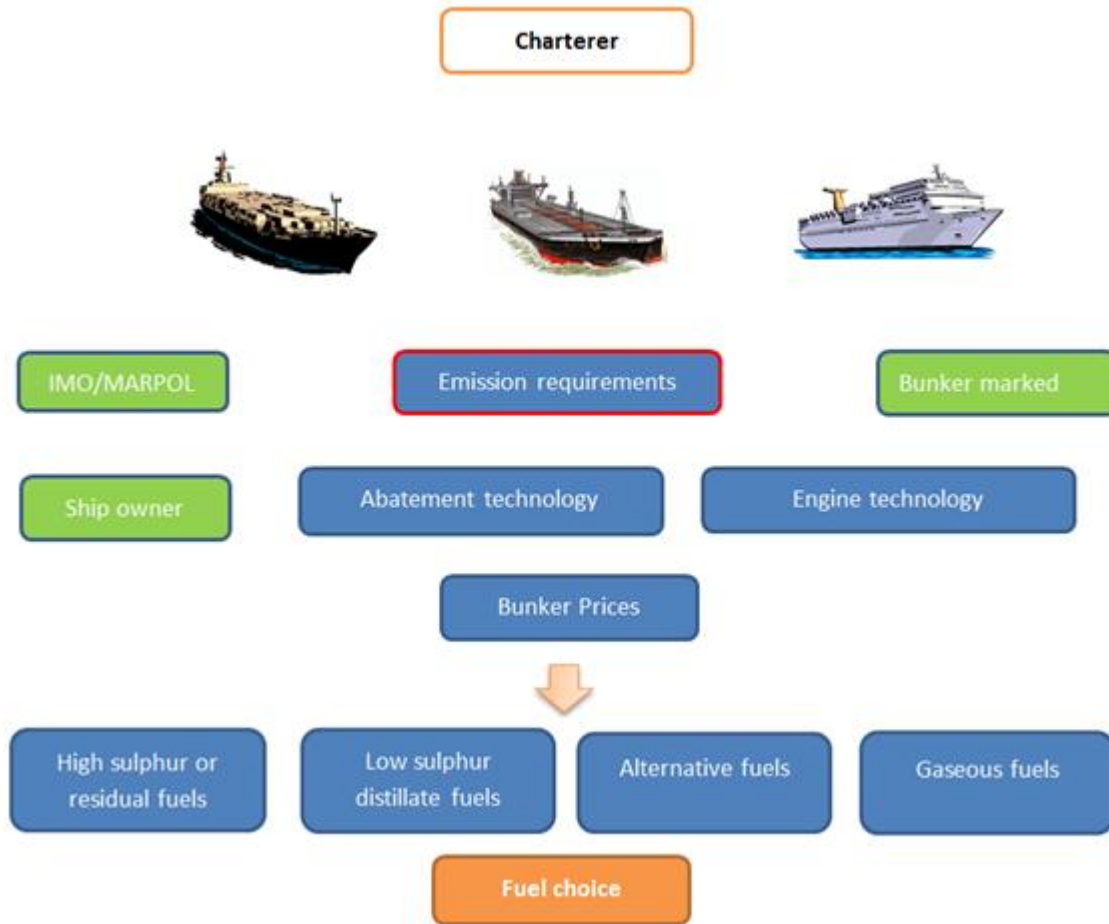 Charterer
IMO/MARPOL
Emission requirements
Bunker marked
Ship owner
Abatement technology
Engine technology
Bunker Prices
High sulphur or
residual fuels
Low sulphur
distillate fuels
Alternative fuels
Gaseous fuels
Fuel choice